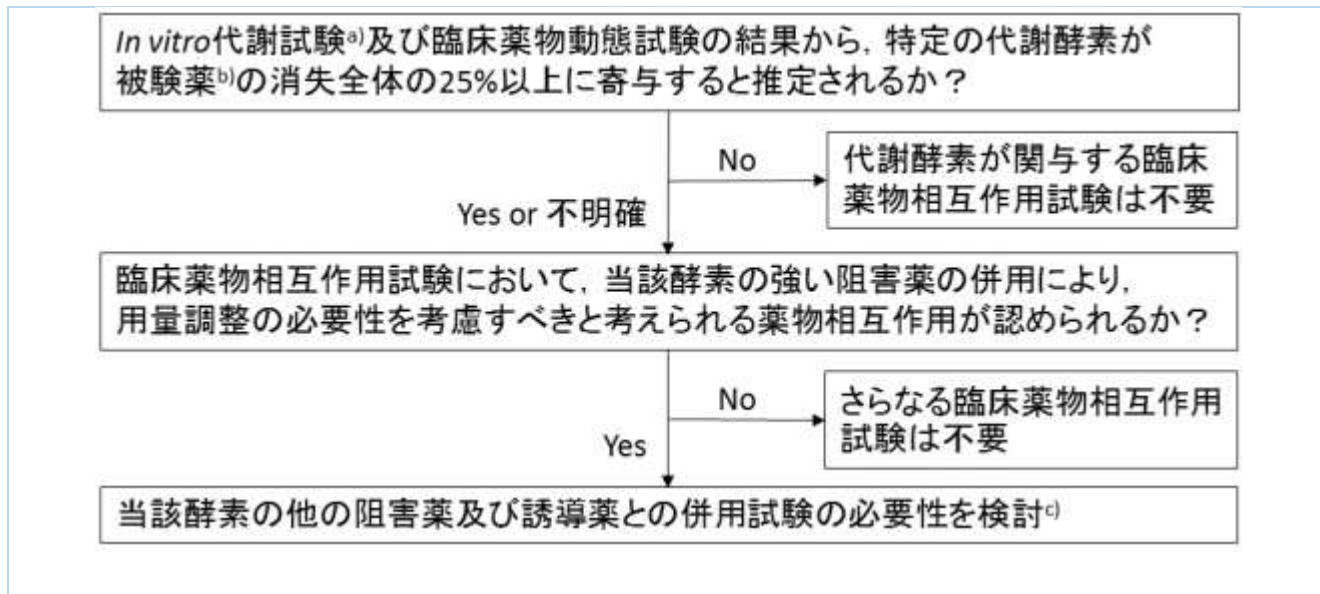 In vitro代謝試験a)及び臨床薬物動態試験の結果から，特定の代謝酵素が
被験薬b)の消失全体の25%以上に寄与すると推定されるか？
No
代謝酵素が関与する臨床
薬物相互作用試験は不要
Yes or 不明確
臨床薬物相互作用試験において，当該酵素の強い阻害薬の併用により，
用量調整の必要性を考慮すべきと考えられる薬物相互作用が認められるか？
No
さらなる臨床薬物相互作用
試験は不要
Yes
当該酵素の他の阻害薬及び誘導薬との併用試験の必要性を検討c)